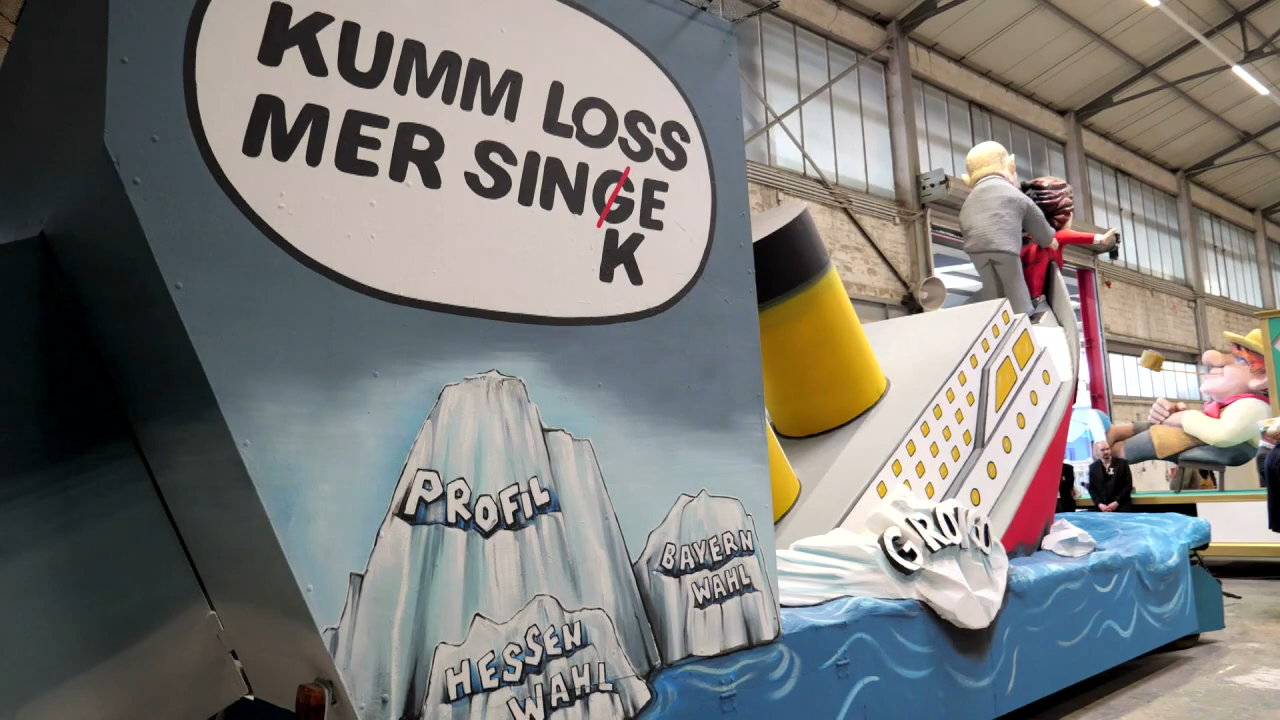 KUMM LOSS
MER SINGE
K
PROFIL
BAYERN
WAHL
HESSEN
WAHL
GROKO